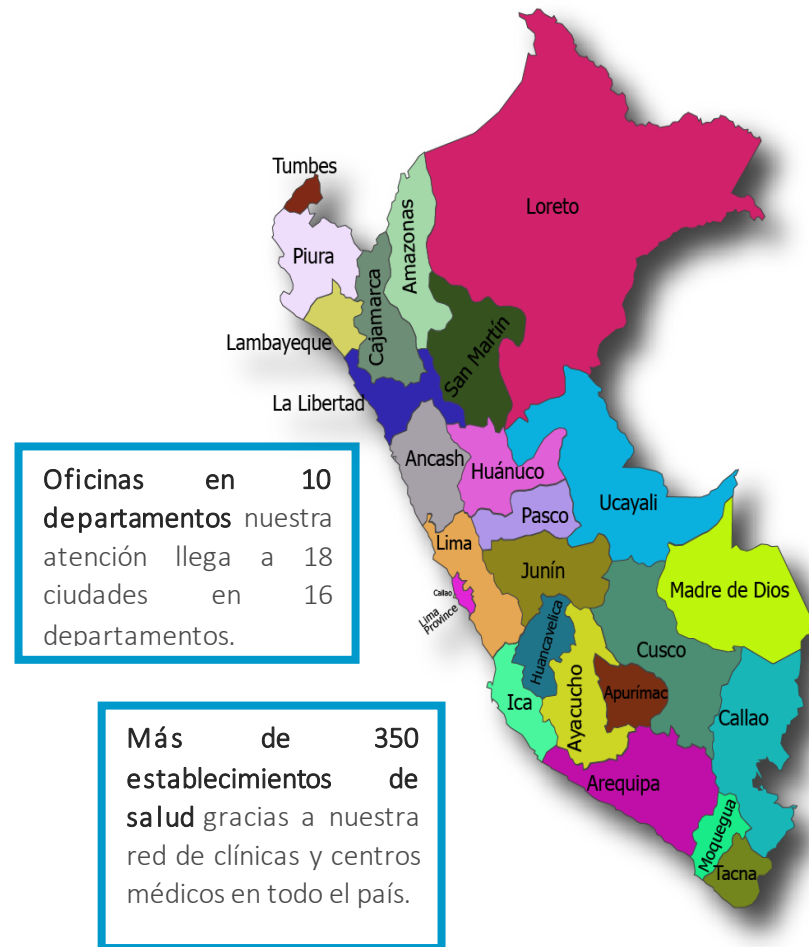 Tumbes
Loreto
Piura
Amazonas
Cajamarca
Lambayeque
San Martín
La Libertad
Ancash
Huánuco
Oficinas en 10
departamentos nuestra
atención llega a 18
ciudades en 16
departamentos.
Ucayali
Pasco
Lima
Junín
Madre de Dios
Callao
Lima
Province
Huancavelica
Cusco
Apurímac
Ayacucho
Ica
Callao
Más de 350
establecimientos de
salud gracias a nuestra
red de clínicas y centros
médicos en todo el país.
Arequipa
Moquegua
Tacna